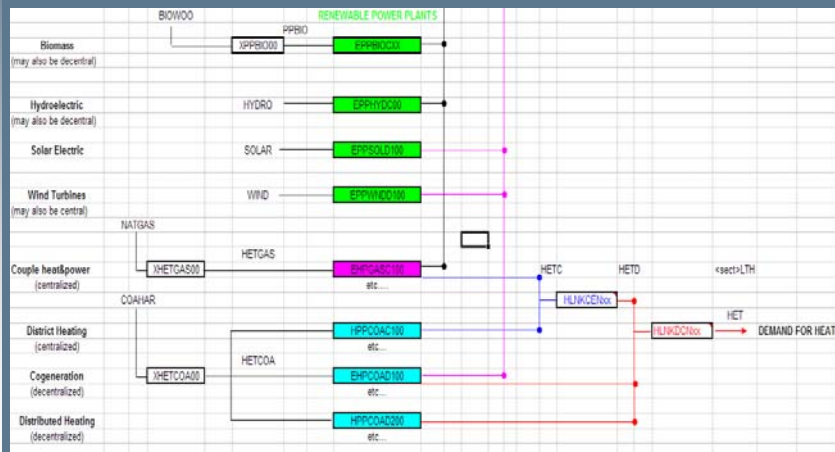 BIOWOO
RENEWABLE POWER PLANTS
PPBIO
Biomass
XPPBIO00
EPPBIOCXX
(may also be decentral)
Hydroelectric
HYDRO
EPPHYDC00
(may also be decentral)
Solar Electric
SOLAR
EPPSOLD100
Wind Turbines
WIND
EPPWNDD100
(may also be central)
NATGAS
HETGAS
Couple heat&power
XHETGAS00
EHPGASC100
HETC
HETD
<sect>LTH
(centralized)
etc....
COAHAR
HLNKCENxx
HET
District Heating
HPPCOAC100
HLNKDCNxx
DEMAND FOR HEAT
(centralized)
etc...
HETCOA
Cogeneration
XHETCOA00
EHPCOAD100
(decentralized)
etc...
Distributed Heating
HPPCOAD200
(decentralized)
etc...